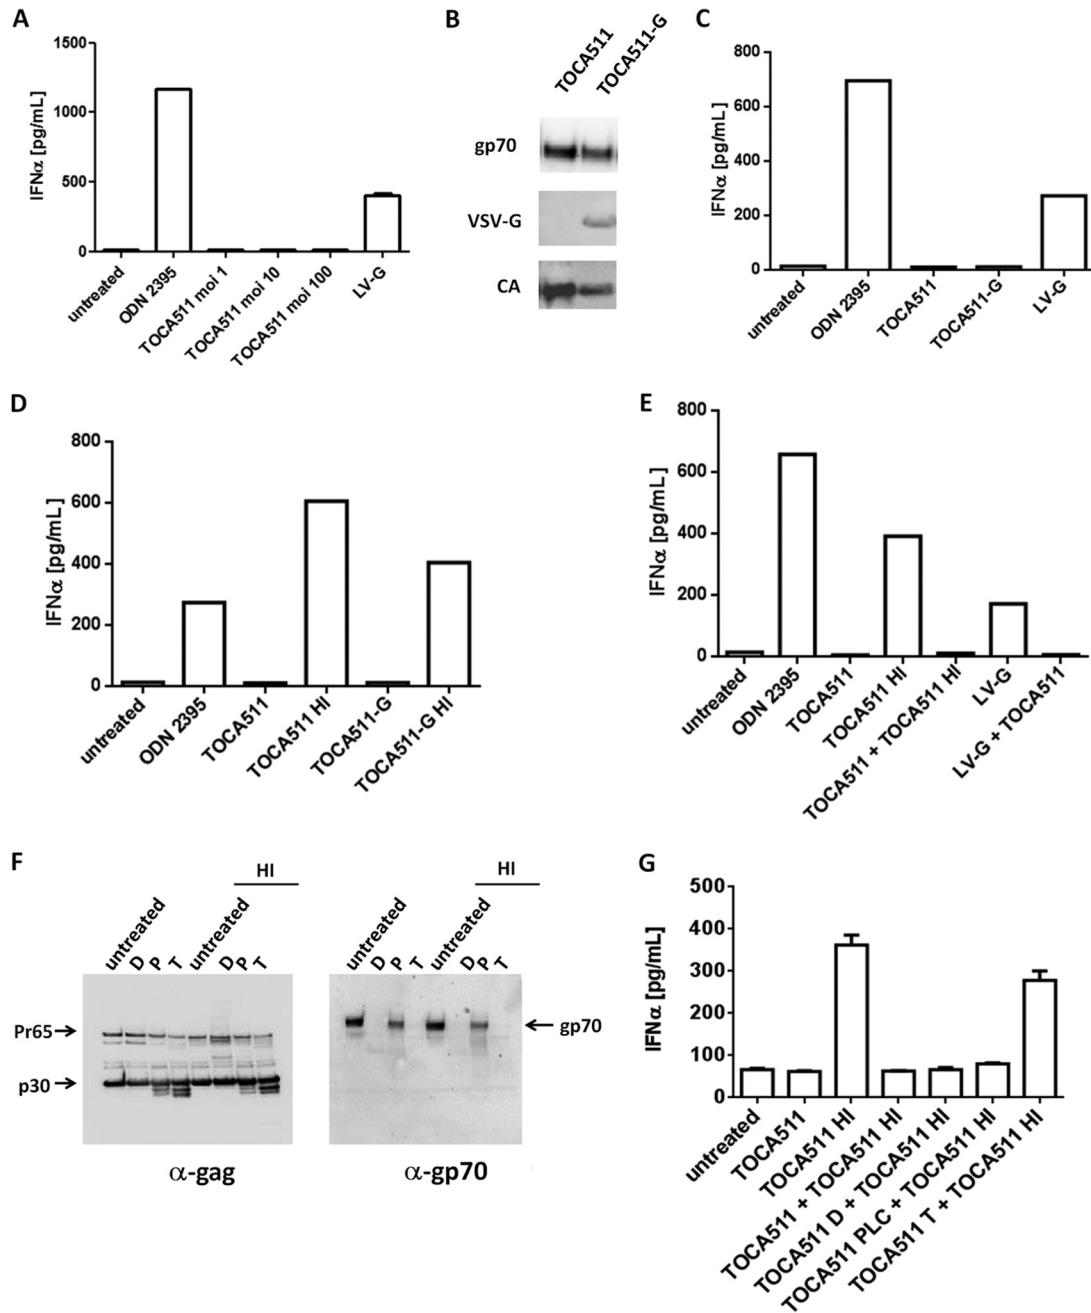 A
IFNα [pg/mL]
1500
1000
500
0
untreated
ODN 2395
TOCA511 moi 1
TOCA511 moi 10
TOCA511 moi 100
LV-G
B
TOCA511
TOCA511-G
gp70
VSV-G
CA
C
IFNα [pg/mL]
800
600
400
200
0
untreated
ODN 2395
TOCA511
TOCA511-G
LV-G
D
IFNα [pg/mL]
800
600
400
200
0
untreated
ODN 2395
TOCA511
TOCA511 HI
TOCA511-G
TOCA511-G HI
E
IFNα [pg/mL]
800
600
400
200
0
untreated
ODN 2395
TOCA511
TOCA511 HI
TOCA511 + TOCA511 HI
LV-G
LV-G + TOCA511
F
HI
untreated
D
P
T
untreated
D
P
T
Pr65
p30
α-gag
HI
untreated
D
P
T
untreated
D
P
T
gp70
α-gp70
G
IFNα [pg/mL]
500
400
300
200
100
0
untreated
TOCA511
TOCA511 HI
TOCA511 + TOCA511 HI
TOCA511 D + TOCA511 HI
TOCA511 PLC + TOCA511 HI
TOCA511 T + TOCA511 HI